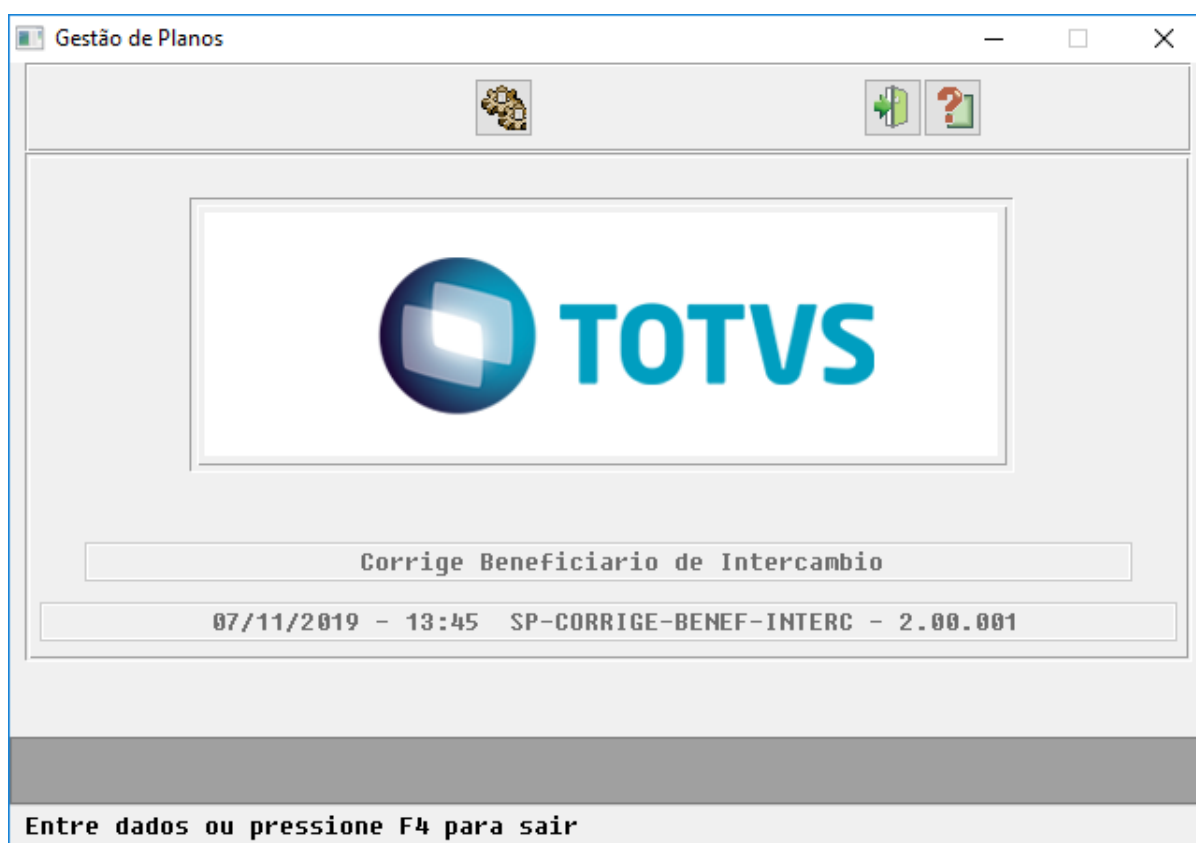 Gestão de Planos
TOTVS
Corrige Beneficiario de Intercambio
07/11/2019 - 13:45 SP-CORRIGE-BENEF-INTERC - 2.00.001
Entre dados ou pressione F4 para sair